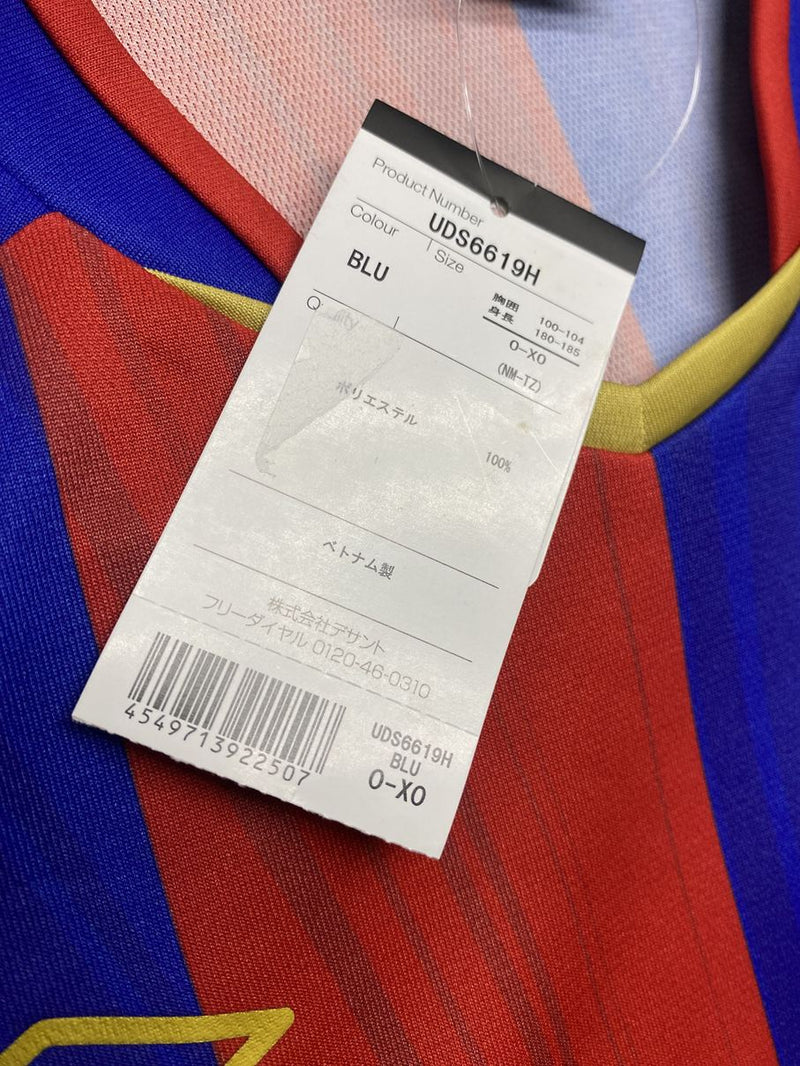 Product Number
UDS6619H
Colour
Size
BLU
胸囲 100-104
身長 180-185
O-XO
(NM-TZ)
Quality
ポリエステル 100%
ベトナム製
株式会社デサント
フリーダイヤル 0120-46-0310
4549713922507
UDS6619H
BLU
O-XO